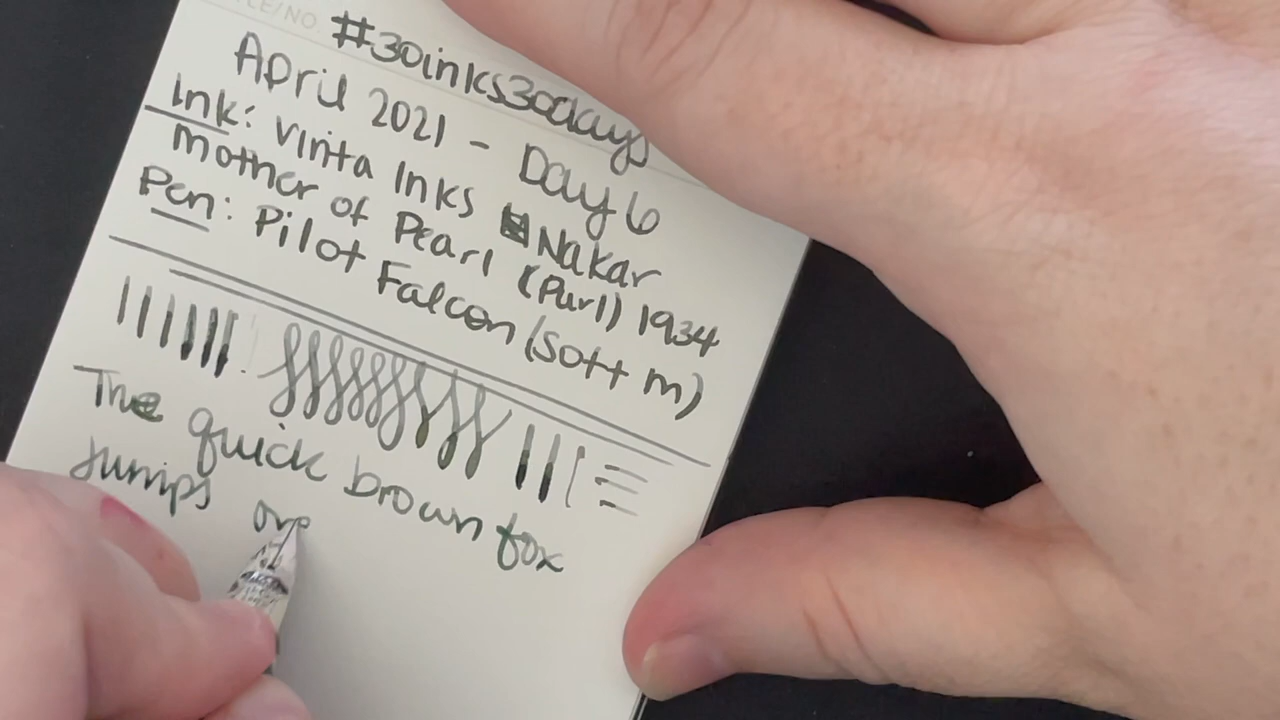 #30inks30days
April 2021 - Day 6
Ink: Vinta Inks Nakar
Mother of Pearl (Purl) 1934
Pen: Pilot Falcon (Soft m)
The quick brown fox
jumps ove